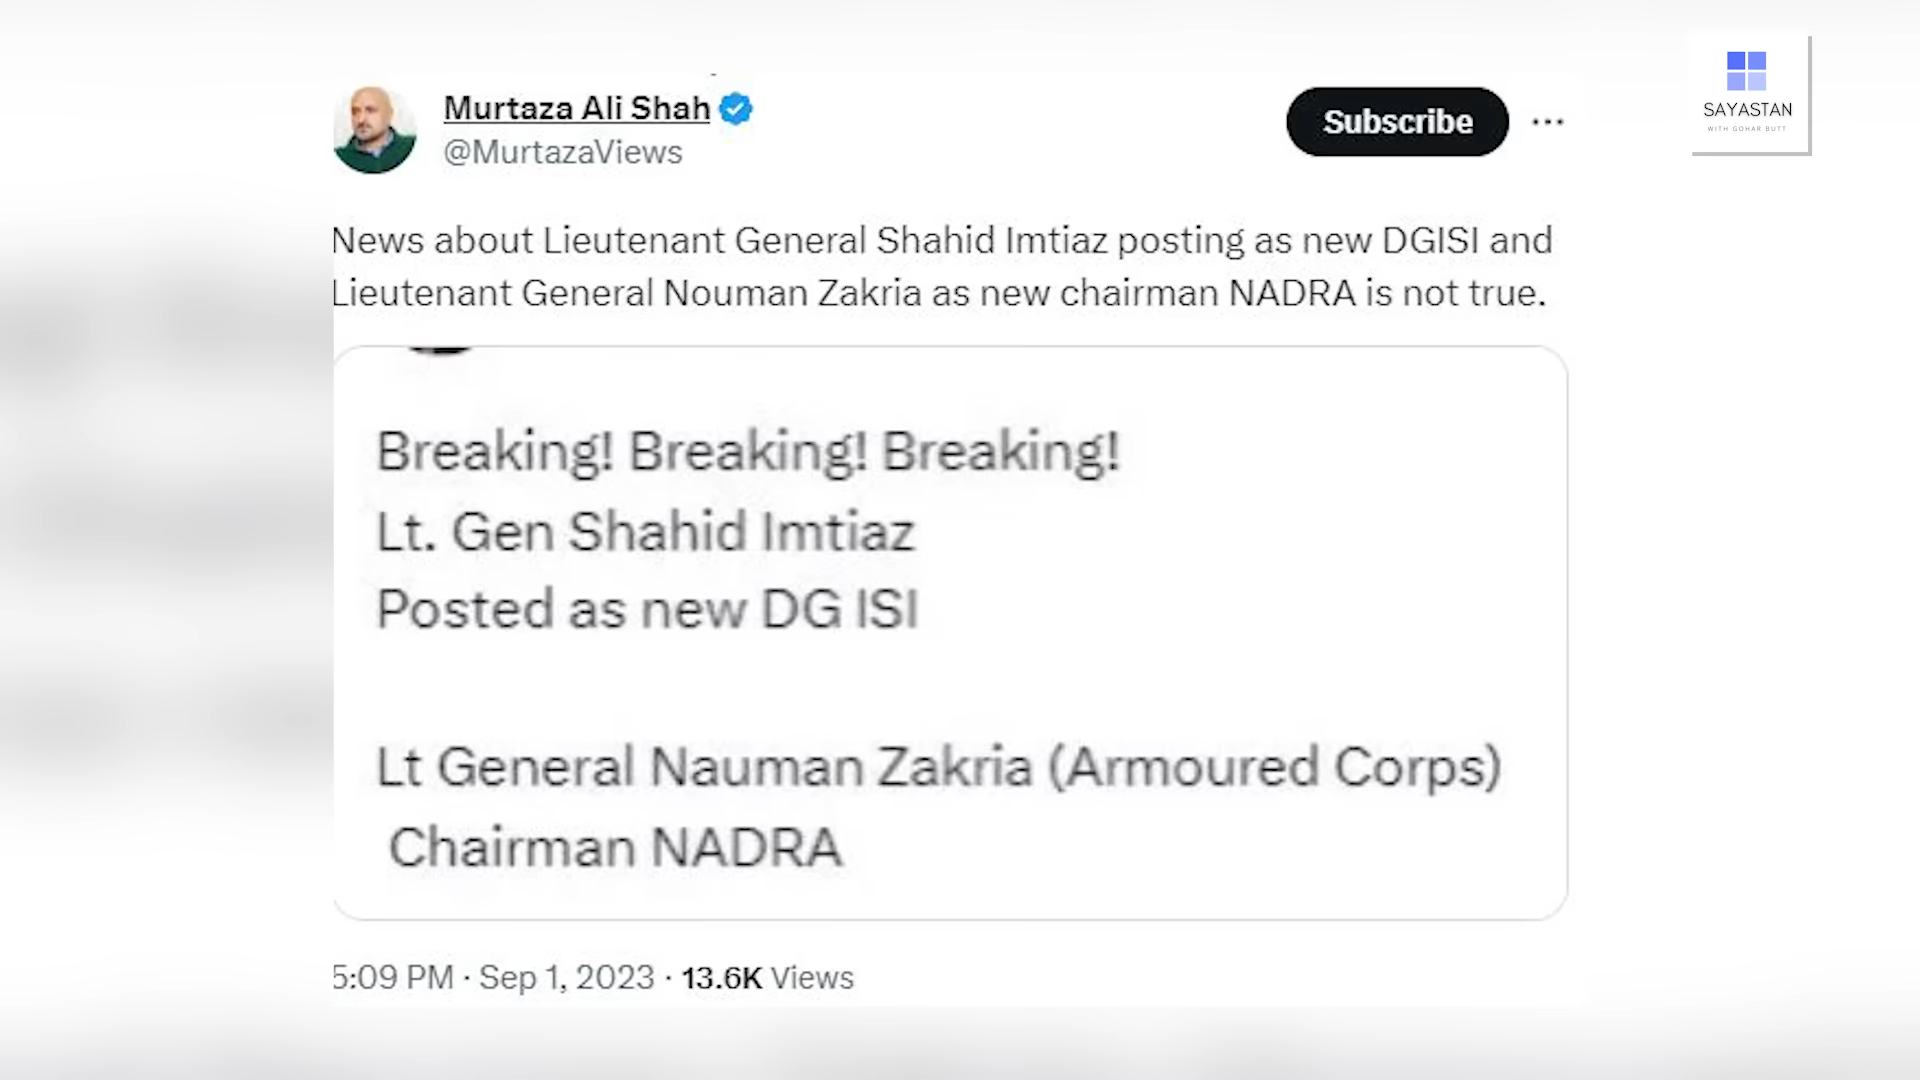 Murtaza Ali Shah
@MurtazaViews
Subscribe
SAYASTAN
WITH GOHAR BUTT
News about Lieutenant General Shahid Imtiaz posting as new DGISI and
Lieutenant General Nouman Zakria as new chairman NADRA is not true.
Breaking! Breaking! Breaking!
Lt. Gen Shahid Imtiaz
Posted as new DG ISI
Lt General Nauman Zakria (Armoured Corps)
Chairman NADRA
5:09 PM · Sep 1, 2023 · 13.6K Views